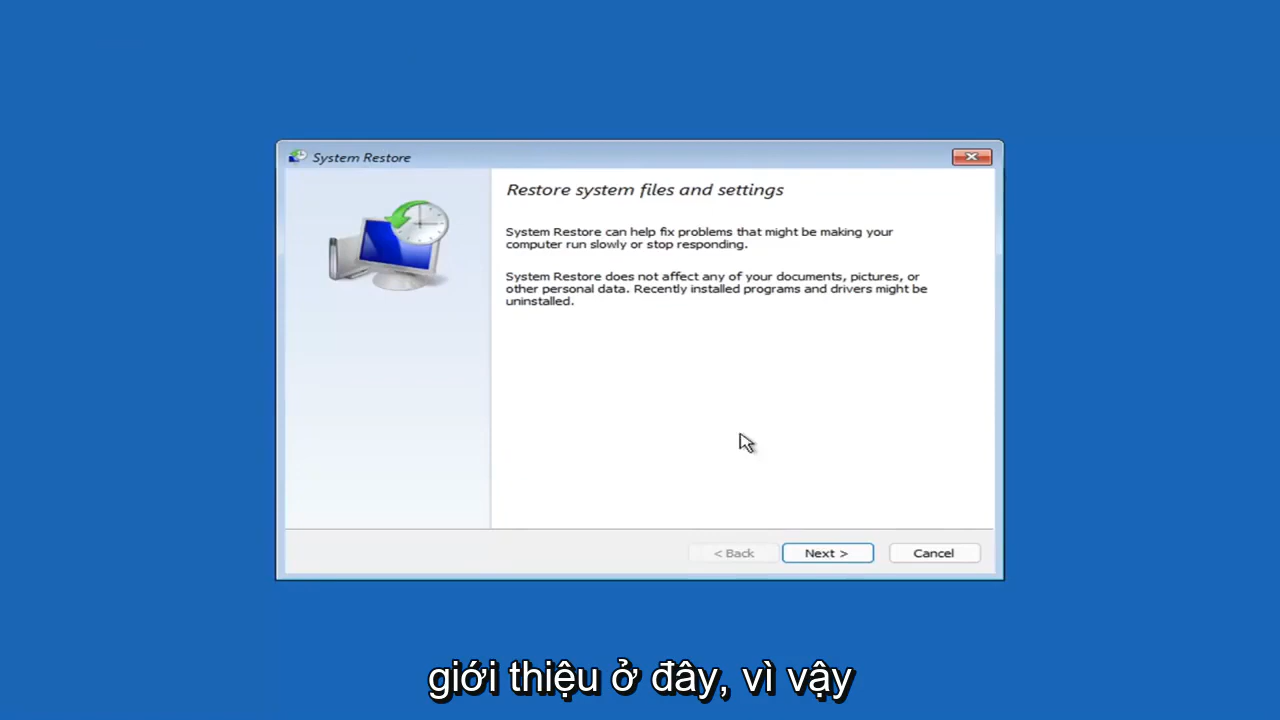 System Restore
Restore system files and settings
System Restore can help fix problems that might be making your
computer run slowly or stop responding.
System Restore does not affect any of your documents, pictures, or
other personal data. Recently installed programs and drivers might be
uninstalled.
< Back
Next >
Cancel
giới thiệu ở đây, vì vậy